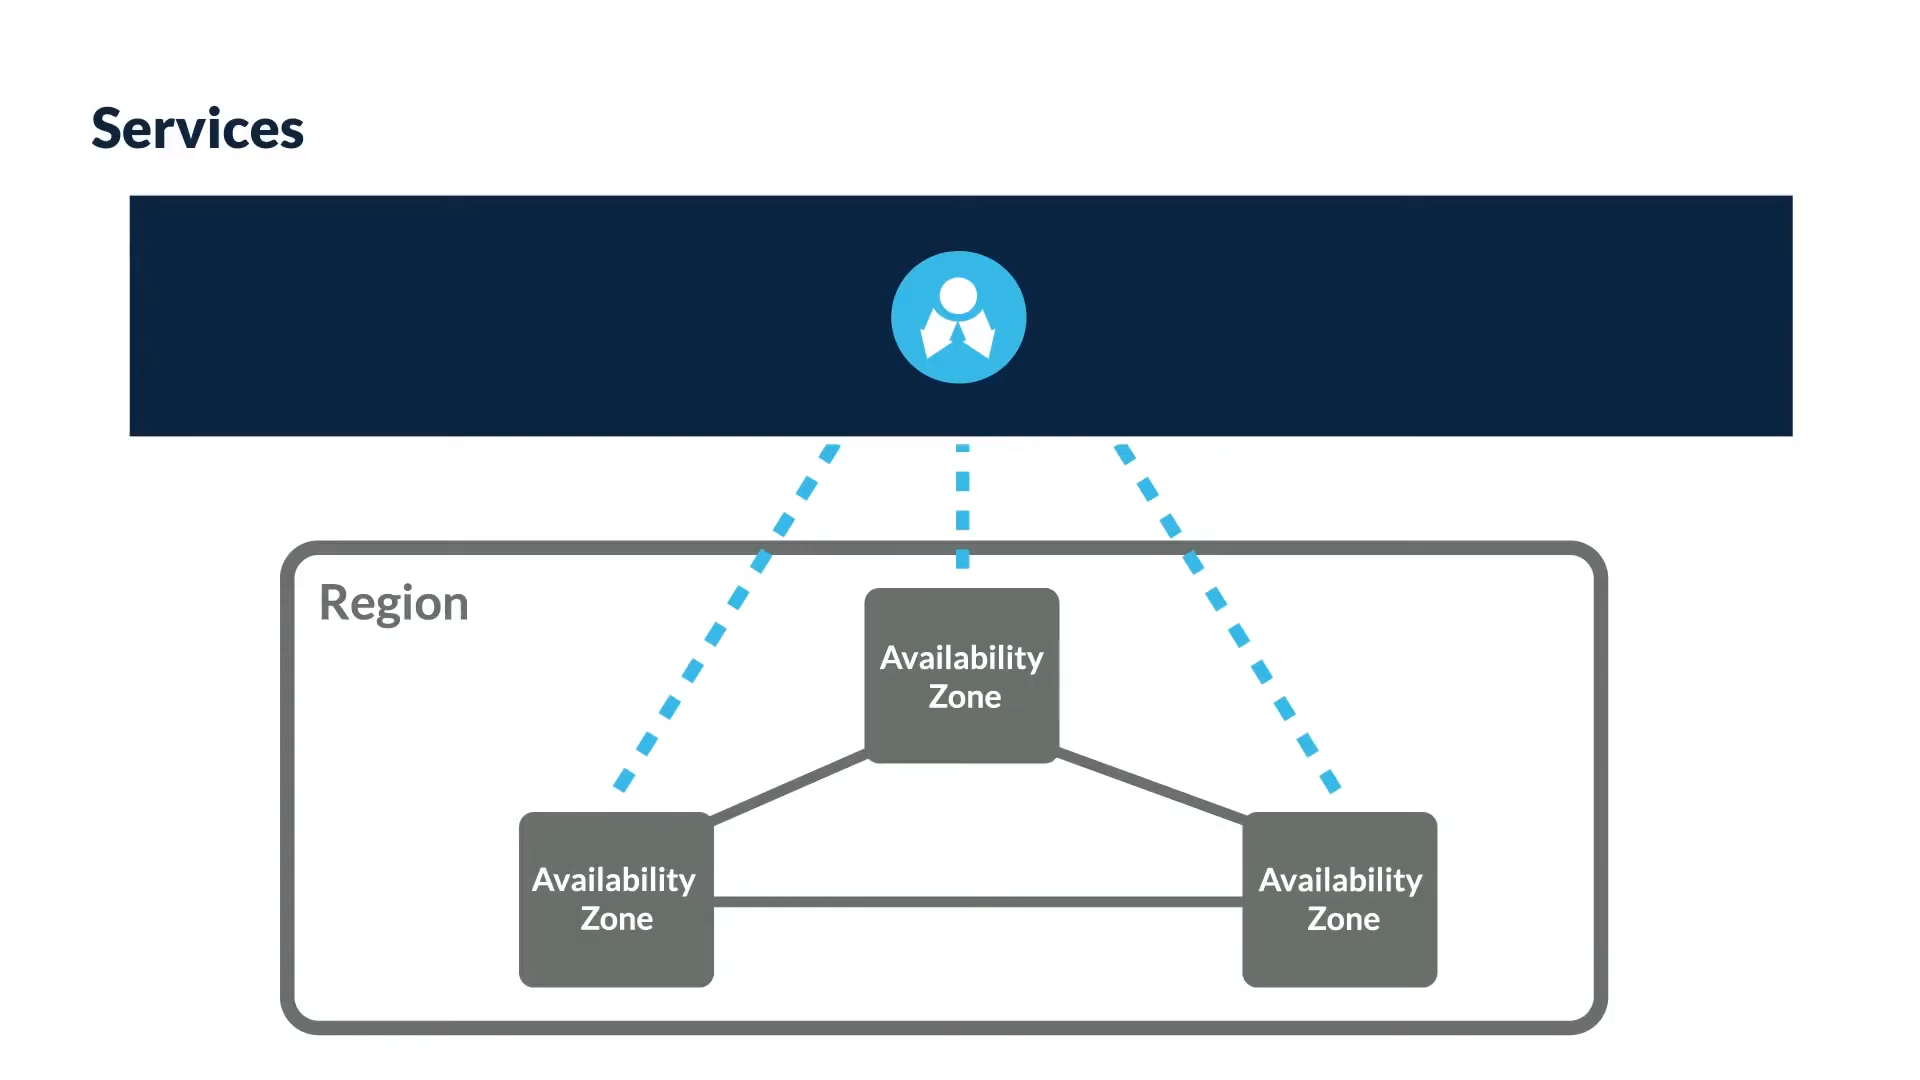 Services
Region
Availability
Zone
Availability
Zone
Availability
Zone